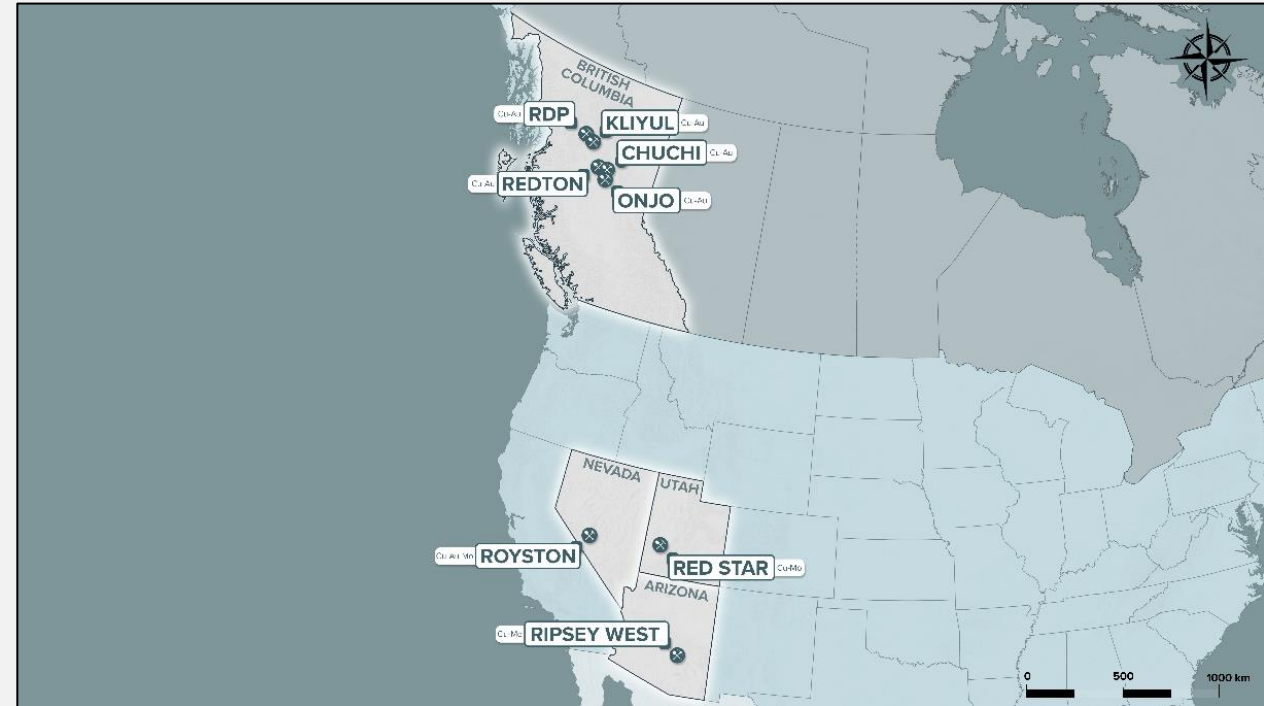 BRITISH
COLUMBIA
Cu-Au RDP
KLIYUL Cu-Au
CHUCHI Cu-Au
Cu-Au REDTON
ONJO Cu-Au
NEVADA
UTAH
Cu-Au-Mo ROYSTON
RED STAR Cu-Mo
ARIZONA
Cu-Mo RIPSEY WEST
0 500 1000 km